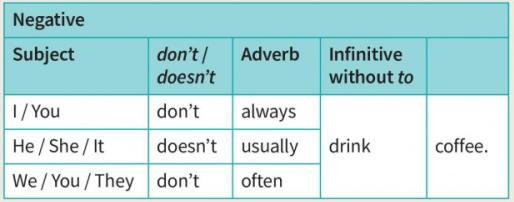 Negative
Subject don't / doesn't Adverb Infinitive without to
I / You don't always
He / She / It doesn't usually drink coffee.
We / You / They don't often